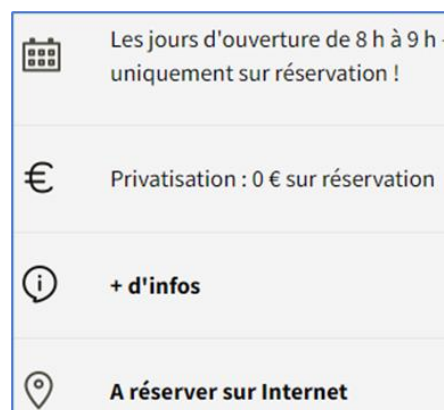 Les jours d'ouverture de 8 h à 9 h -
uniquement sur réservation !
€ Privatisation : 0 € sur réservation
+ d'infos
A réserver sur Internet